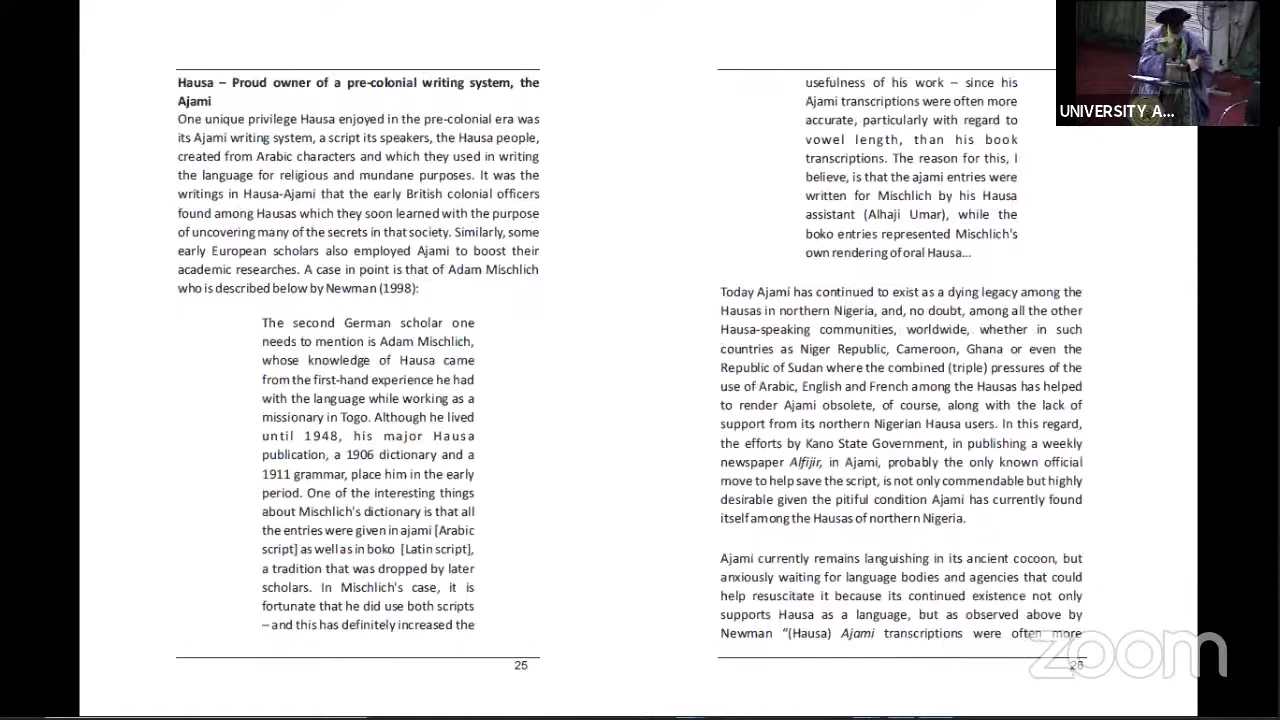 Hausa – Proud owner of a pre-colonial writing system, the
Ajami
One unique privilege Hausa enjoyed in the pre-colonial era was
its Ajami writing system, a script its speakers, the Hausa people,
created from Arabic characters and which they used in writing
the language for religious and mundane purposes. It was the
writings in Hausa-Ajami that the early British colonial officers
found among Hausas which they soon learned with the purpose
of uncovering many of the secrets in that society. Similarly, some
early European scholars also employed Ajami to boost their
academic researches. A case in point is that of Adam Mischlich
who is described below by Newman (1998):
The second German scholar one
needs to mention is Adam Mischlich,
whose knowledge of Hausa came
from the first-hand experience he had
with the language while working as a
missionary in Togo. Although he lived
until 1948, his major Hausa
publication, a 1906 dictionary and a
1911 grammar, place him in the early
period. One of the interesting things
about Mischlich's dictionary is that all
the entries were given in ajami [Arabic
script] as well as in boko [Latin script],
a tradition that was dropped by later
scholars. In Mischlich's case, it is
fortunate that he did use both scripts
– and this has definitely increased the
25
usefulness of his work – since his
Ajami transcriptions were often more
accurate, particularly with regard to
vowel length, than his book
transcriptions. The reason for this, I
believe, is that the ajami entries were
written for Mischlich by his Hausa
assistant (Alhaji Umar), while the
boko entries represented Mischlich's
own rendering of oral Hausa...
Today Ajami has continued to exist as a dying legacy among the
Hausas in northern Nigeria, and, no doubt, among all the other
Hausa-speaking communities, worldwide, whether in such
countries as Niger Republic, Cameroon, Ghana or even the
Republic of Sudan where the combined (triple) pressures of the
use of Arabic, English and French among the Hausas has helped
to render Ajami obsolete, of course, along with the lack of
support from its northern Nigerian Hausa users. In this regard,
the efforts by Kano State Government, in publishing a weekly
newspaper Alfijir, in Ajami, probably the only known official
move to help save the script, is not only commendable but highly
desirable given the pitiful condition Ajami has currently found
itself among the Hausas of northern Nigeria.
Ajami currently remains languishing in its ancient cocoon, but
anxiously waiting for language bodies and agencies that could
help resuscitate it because its continued existence not only
supports Hausa as a language, but as observed above by
Newman “(Hausa) Ajami transcriptions were often more
26
UNIVERSITY A...
zoom